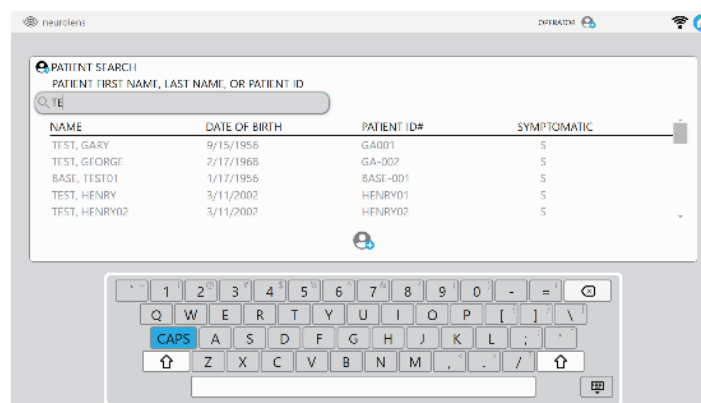 neurolens OPERATOR
PATIENT SEARCH
PATIENT FIRST NAME, LAST NAME, OR PATIENT ID
TE
NAME DATE OF BIRTH PATIENT ID# SYMPTOMATIC
TEST, GARY 9/15/1956 GA001 S
TEST, GEORGE 2/17/1968 GA-002 S
BASE, TEST01 1/17/1956 BASE-001 S
TEST, HENRY 3/11/2002 HENRY01 S
TEST, HENRY02 3/11/2002 HENRY02 S
1 2 3 4 5 6 7 8 9 0 - =
Q W E R T Y U I O P [ ] \
CAPS A S D F G H J K L ; '
Z X C V B N M , . /